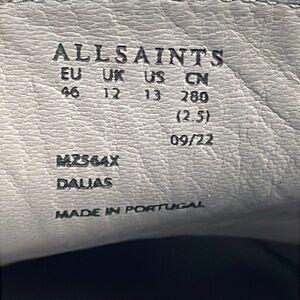 ALLSAINTS
EU UK US CN
46 12 13 280
(2.5)
09/22
MZ564X
DALIAS
MADE IN PORTUGAL